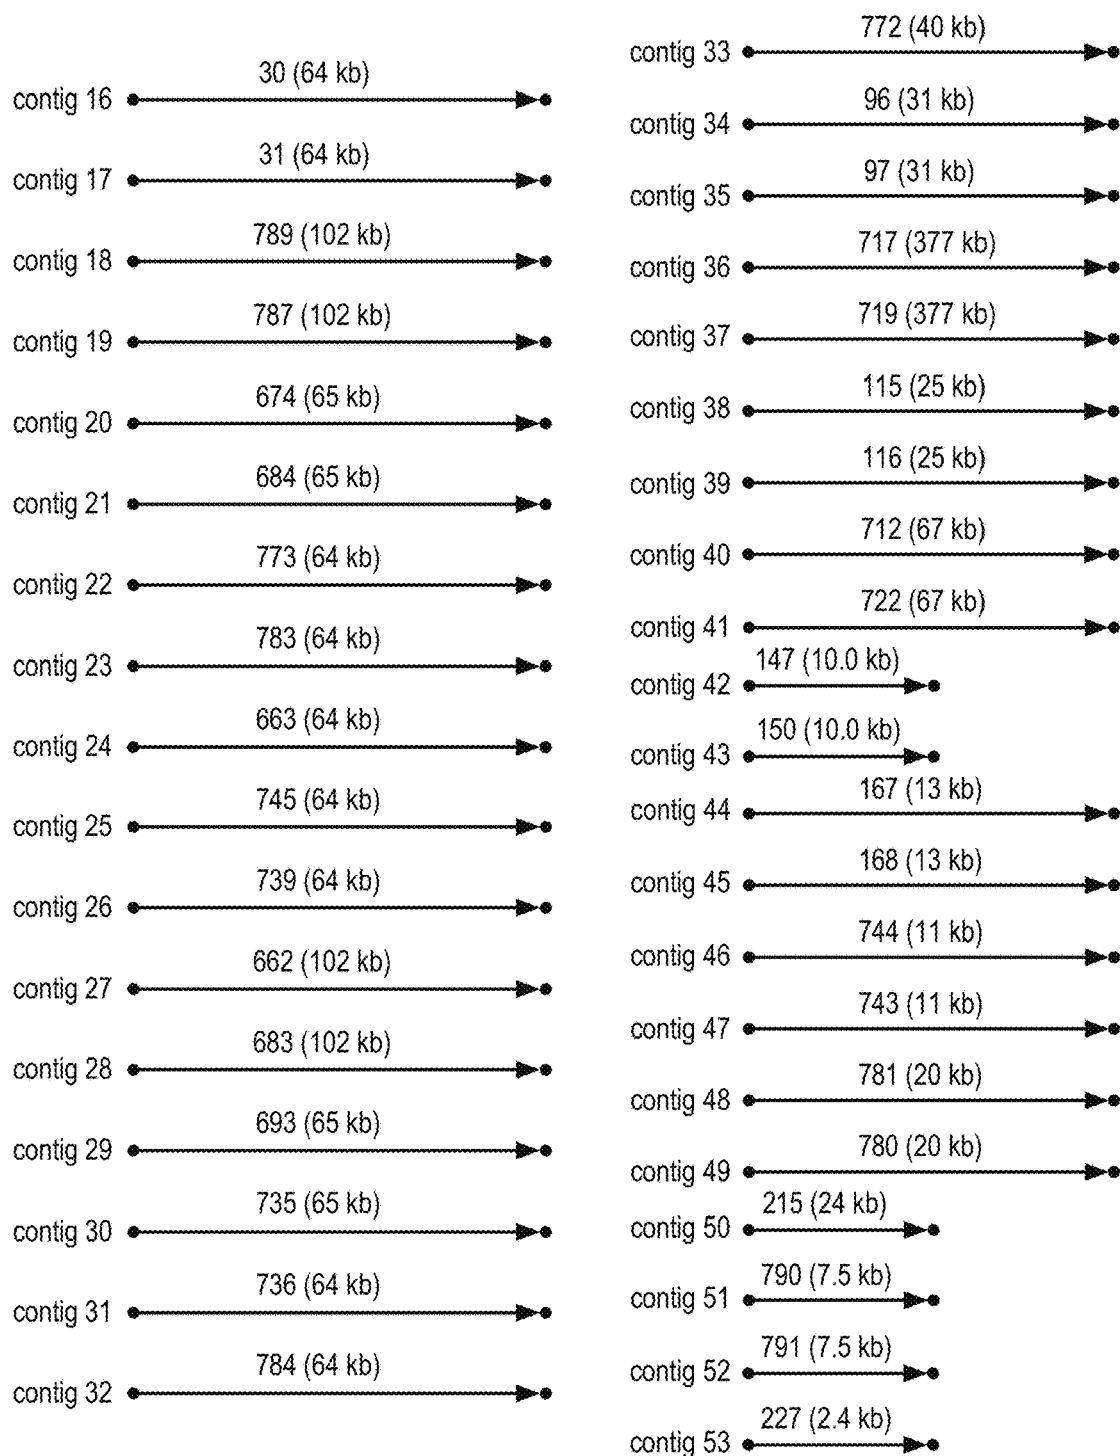 contig 16 30 (64 kb)
contig 17 31 (64 kb)
contig 18 789 (102 kb)
contig 19 787 (102 kb)
contig 20 674 (65 kb)
contig 21 684 (65 kb)
contig 22 773 (64 kb)
contig 23 783 (64 kb)
contig 24 663 (64 kb)
contig 25 745 (64 kb)
contig 26 739 (64 kb)
contig 27 662 (102 kb)
contig 28 683 (102 kb)
contig 29 693 (65 kb)
contig 30 735 (65 kb)
contig 31 736 (64 kb)
contig 32 784 (64 kb)
contig 33 772 (40 kb)
contig 34 96 (31 kb)
contig 35 97 (31 kb)
contig 36 717 (377 kb)
contig 37 719 (377 kb)
contig 38 115 (25 kb)
contig 39 116 (25 kb)
contig 40 712 (67 kb)
contig 41 722 (67 kb)
contig 42 147 (10.0 kb)
contig 43 150 (10.0 kb)
contig 44 167 (13 kb)
contig 45 168 (13 kb)
contig 46 744 (11 kb)
contig 47 743 (11 kb)
contig 48 781 (20 kb)
contig 49 780 (20 kb)
contig 50 215 (24 kb)
contig 51 790 (7.5 kb)
contig 52 791 (7.5 kb)
contig 53 227 (2.4 kb)